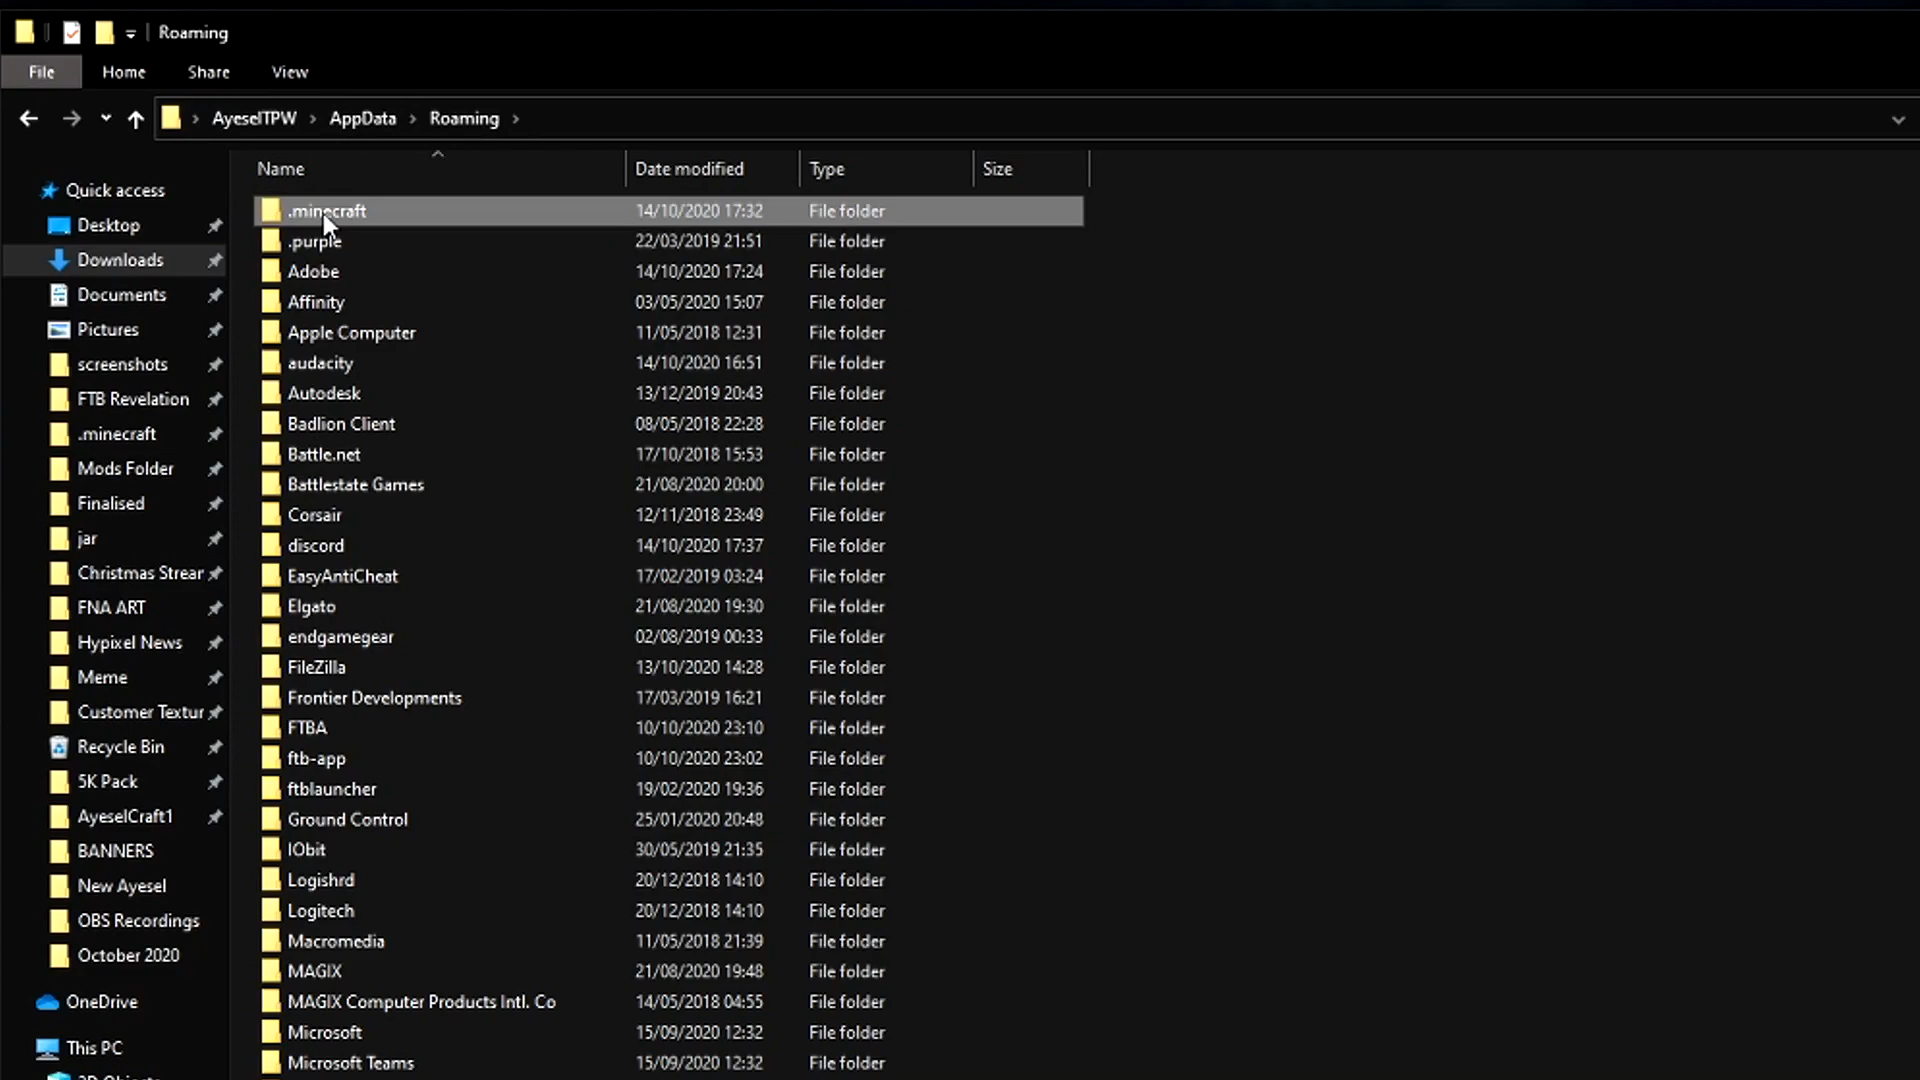 Roaming
File Home Share View
AyeselTPW > AppData > Roaming >
Name Date modified Type Size
Quick access
Desktop
Downloads
Documents
Pictures
screenshots
FTB Revelation
.minecraft
Mods Folder
Finalised
jar
Christmas Strear
FNA ART
Hypixel News
Meme
Customer Textur
Recycle Bin
5K Pack
AyeselCraft1
BANNERS
New Ayesel
OBS Recordings
October 2020
OneDrive
This PC
3D Objects
.minecraft 14/10/2020 17:32 File folder
.purple 22/03/2019 21:51 File folder
Adobe 14/10/2020 17:24 File folder
Affinity 03/05/2020 15:07 File folder
Apple Computer 11/05/2018 12:31 File folder
audacity 14/10/2020 16:51 File folder
Autodesk 13/12/2019 20:43 File folder
Badlion Client 08/05/2018 22:28 File folder
Battle.net 17/10/2018 15:53 File folder
Battlestate Games 21/08/2020 20:00 File folder
Corsair 12/11/2018 23:49 File folder
discord 14/10/2020 17:37 File folder
EasyAntiCheat 17/02/2019 03:24 File folder
Elgato 21/08/2020 19:30 File folder
endgamegear 02/08/2019 00:33 File folder
FileZilla 13/10/2020 14:28 File folder
Frontier Developments 17/03/2019 16:21 File folder
FTBA 10/10/2020 23:10 File folder
ftb-app 10/10/2020 23:02 File folder
ftblauncher 19/02/2020 19:36 File folder
Ground Control 25/01/2020 20:48 File folder
IObit 30/05/2019 21:35 File folder
Logishrd 20/12/2018 14:10 File folder
Logitech 20/12/2018 14:10 File folder
Macromedia 11/05/2018 21:39 File folder
MAGIX 21/08/2020 19:48 File folder
MAGIX Computer Products Intl. Co 14/05/2018 04:55 File folder
Microsoft 15/09/2020 12:32 File folder
Microsoft Teams 15/09/2020 12:32 File folder